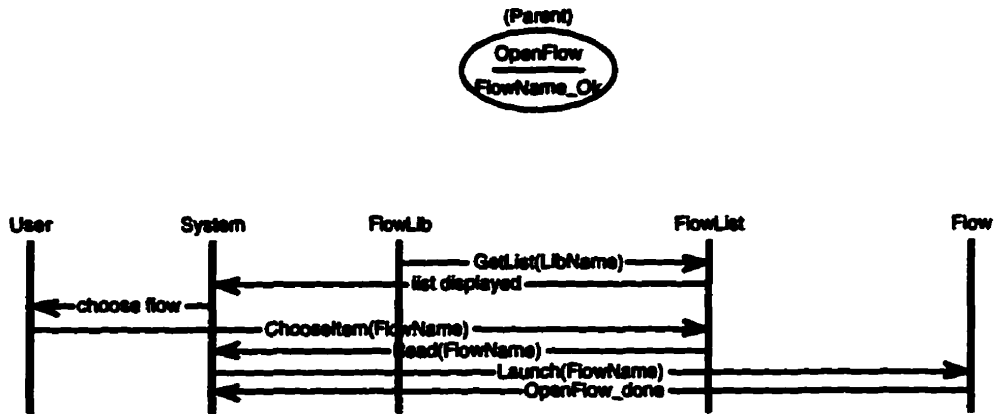 (Parent)
OpenFlow
FlowName_Ok
User System FlowLib FlowList Flow
GetList(LibName)
list displayed
choose flow
ChooseItem(FlowName)
Read(FlowName)
Launch(FlowName)
OpenFlow_done